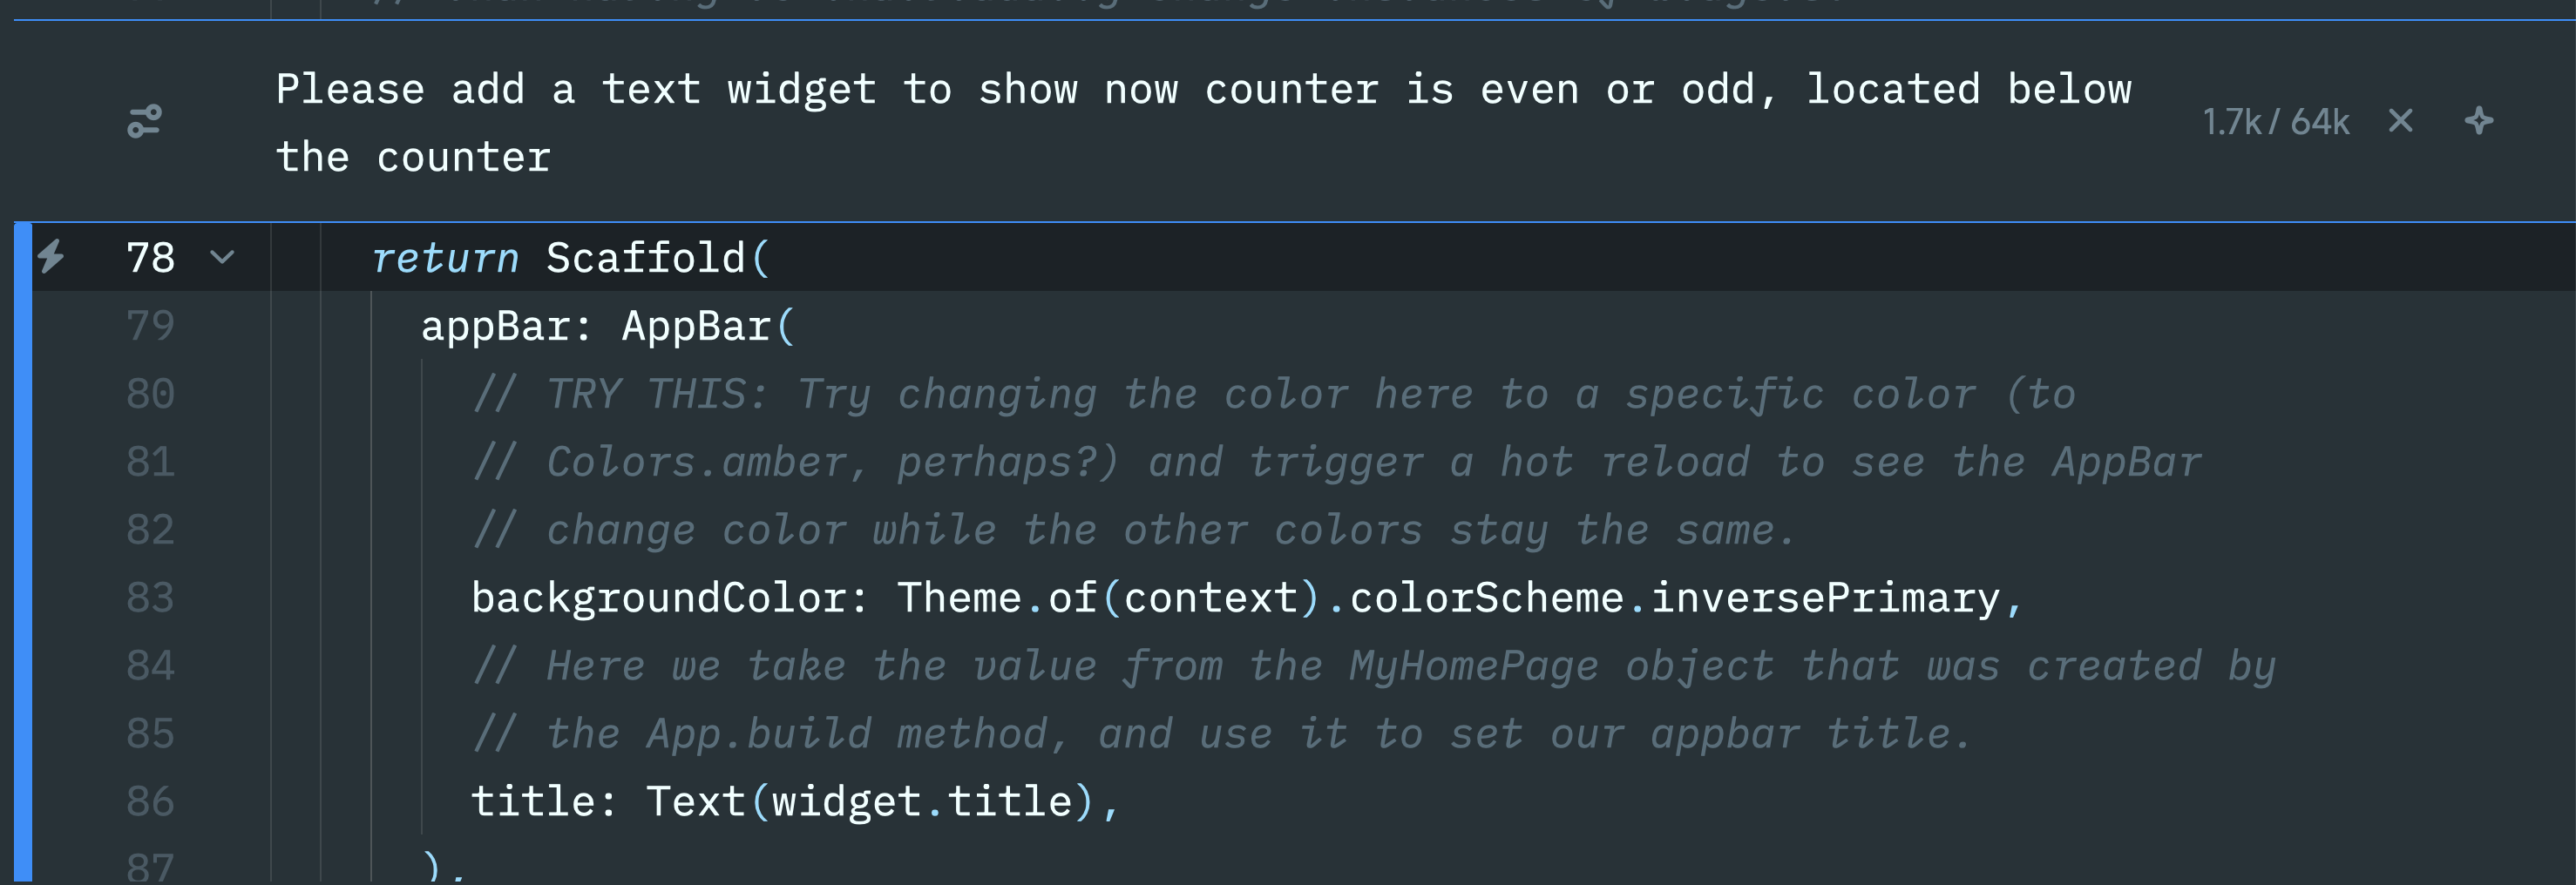 Please add a text widget to show now counter is even or odd, located below
the counter
1.7k/ 64k
78 return Scaffold(
79 appBar: AppBar(
80 // TRY THIS: Try changing the color here to a specific color (to
81 // Colors.amber, perhaps?) and trigger a hot reload to see the AppBar
82 // change color while the other colors stay the same.
83 backgroundColor: Theme.of(context).colorScheme.inversePrimary,
84 // Here we take the value from the MyHomePage object that was created by
85 // the App.build method, and use it to set our appbar title.
86 title: Text(widget.title),
87 ),